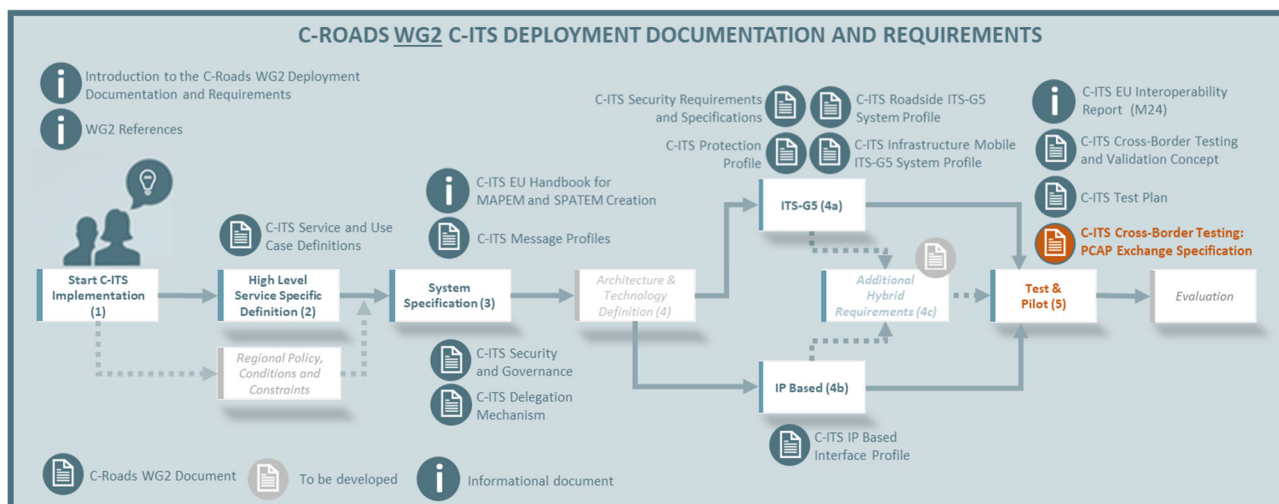 C-ROADS WG2 C-ITS DEPLOYMENT DOCUMENTATION AND REQUIREMENTS
Introduction to the C-Roads WG2 Deployment
Documentation and Requirements
WG2 References
C-ITS Security Requirements
and Specifications
C-ITS Roadside ITS-G5
System Profile
C-ITS EU Interoperability
Report (M24)
C-ITS Protection
Profile
C-ITS Infrastructure Mobile
ITS-G5 System Profile
C-ITS Cross-Border Testing
and Validation Concept
C-ITS EU Handbook for
MAPEM and SPATEM Creation
ITS-G5 (4a)
C-ITS Test Plan
C-ITS Service and Use
Case Definitions
C-ITS Message Profiles
C-ITS Cross-Border Testing:
PCAP Exchange Specification
Start C-ITS
Implementation
(1)
High Level
Service Specific
Definition (2)
System
Specification (3)
Architecture &
Technology
Definition (4)
Additional
Hybrid
Requirements (4c)
Test &
Pilot (5)
Evaluation
Regional Policy,
Conditions and
Constraints
C-ITS Security
and Governance
C-ITS Delegation
Mechanism
IP Based (4b)
C-ITS IP Based
Interface Profile
C-Roads WG2 Document
To be developed
Informational document